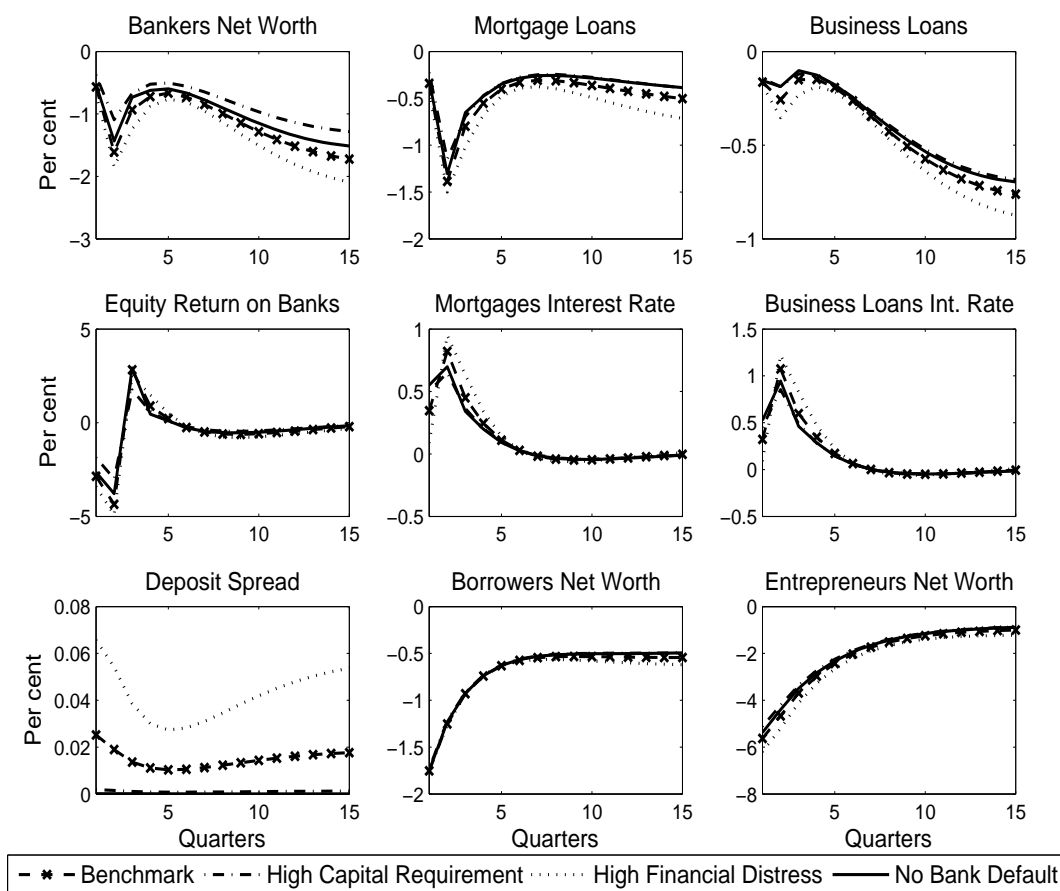 Bankers Net Worth
Mortgage Loans
Business Loans
Per cent
0
−1
−2
−3
5 10 15
0
−0.5
−1
−1.5
−2
5 10 15
0
−0.5
−1
5 10 15
Equity Return on Banks
Mortgages Interest Rate
Business Loans Int. Rate
Per cent
5
0
−5
5 10 15
1
0.5
0
−0.5
5 10 15
1.5
1
0.5
0
−0.5
5 10 15
Deposit Spread
Borrowers Net Worth
Entrepreneurs Net Worth
Per cent
0.08
0.06
0.04
0.02
0
5 10 15
Quarters
0
−0.5
−1
−1.5
−2
5 10 15
Quarters
0
−2
−4
−6
−8
5 10 15
Quarters
Benchmark High Capital Requirement High Financial Distress No Bank Default